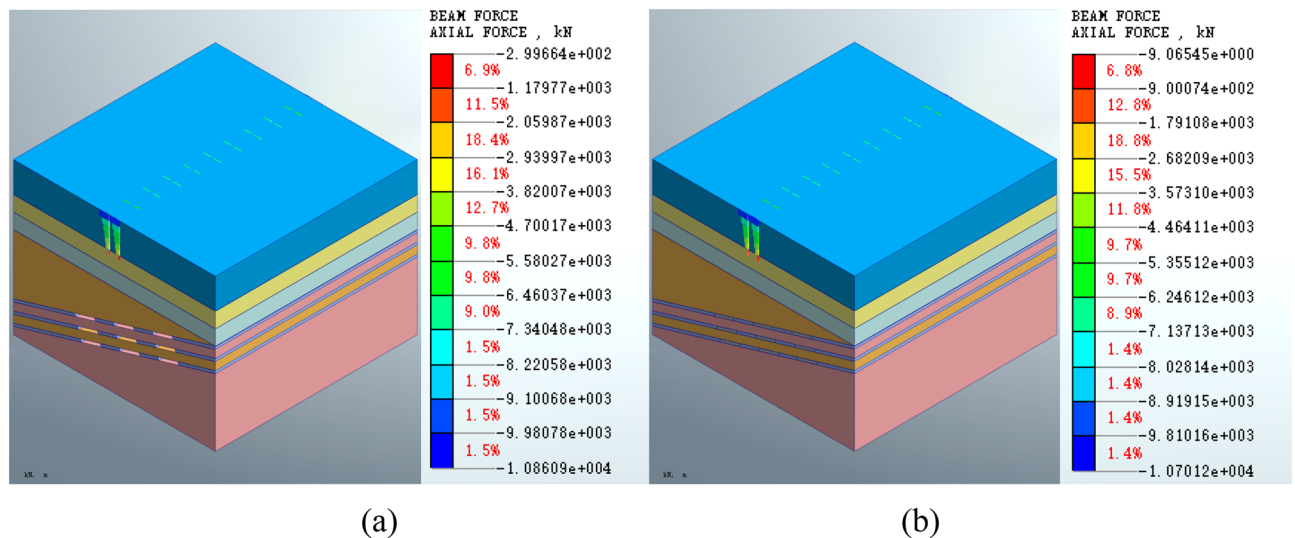 BEAM FORCE
AXIAL FORCE , kN
-2.99664e+002
6.9%
-1.17977e+003
11.5%
-2.05987e+003
18.4%
-2.93997e+003
16.1%
-3.82007e+003
12.7%
-4.70017e+003
9.8%
-5.58027e+003
9.8%
-6.46037e+003
9.0%
-7.34048e+003
1.5%
-8.22058e+003
1.5%
-9.10068e+003
1.5%
-9.98078e+003
1.5%
-1.08609e+004
kN, m
(a)
BEAM FORCE
AXIAL FORCE , kN
-9.06545e+000
6.8%
-9.00074e+002
12.8%
-1.79108e+003
18.8%
-2.68209e+003
15.5%
-3.57310e+003
11.8%
-4.46411e+003
9.7%
-5.35512e+003
9.7%
-6.24612e+003
8.9%
-7.13713e+003
1.4%
-8.02814e+003
1.4%
-8.91915e+003
1.4%
-9.81016e+003
1.4%
-1.07012e+004
kN, m
(b)